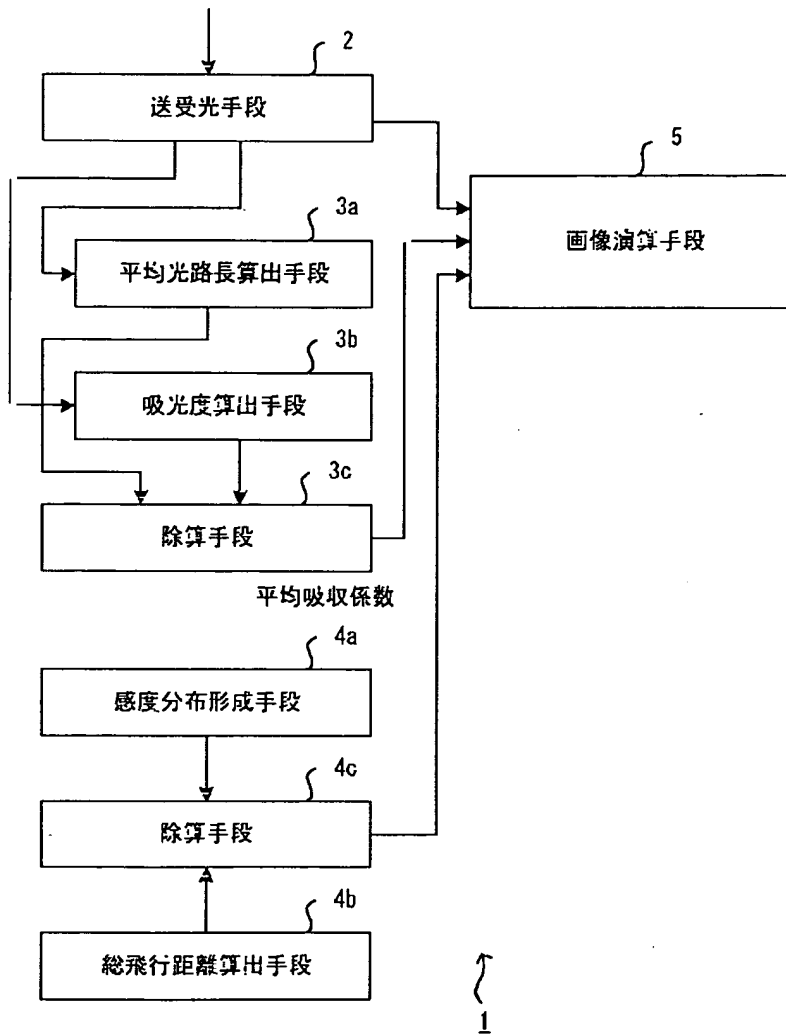 2
送受光手段
5
画像演算手段
3a
平均光路長算出手段
3b
吸光度算出手段
3c
除算手段
平均吸収係数
4a
感度分布形成手段
4c
除算手段
4b
総飛行距離算出手段
1